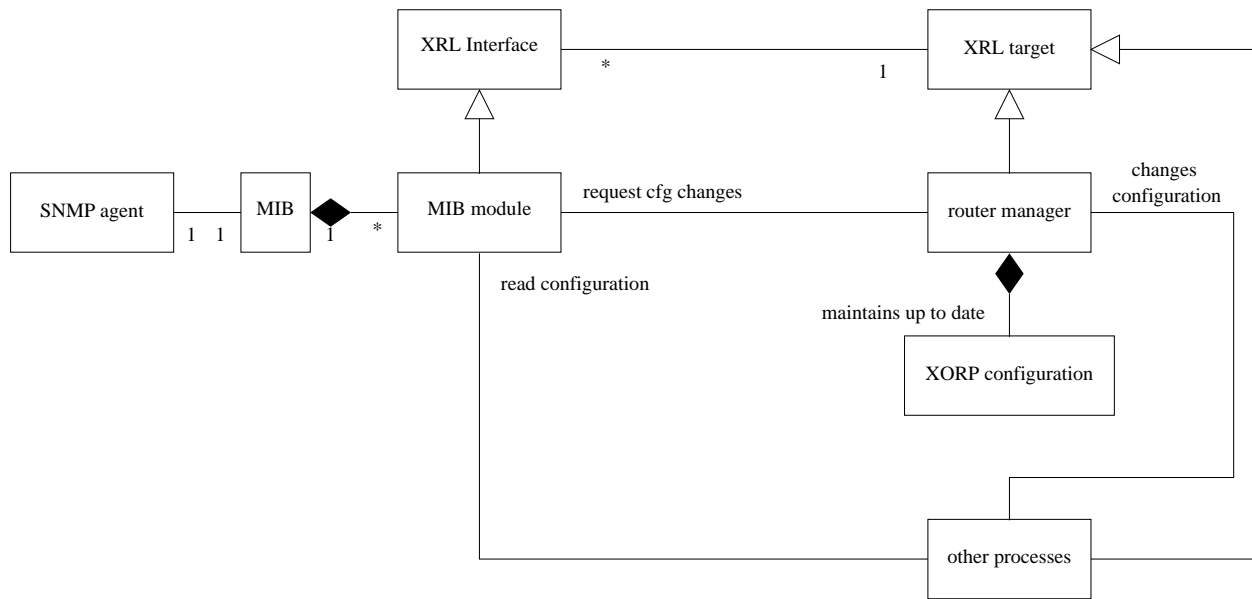 XRL Interface
XRL target
*
1
changes
configuration
SNMP agent
MIB
MIB module
request cfg changes
router manager
1
1
1
*
read configuration
maintains up to date
XORP configuration
other processes